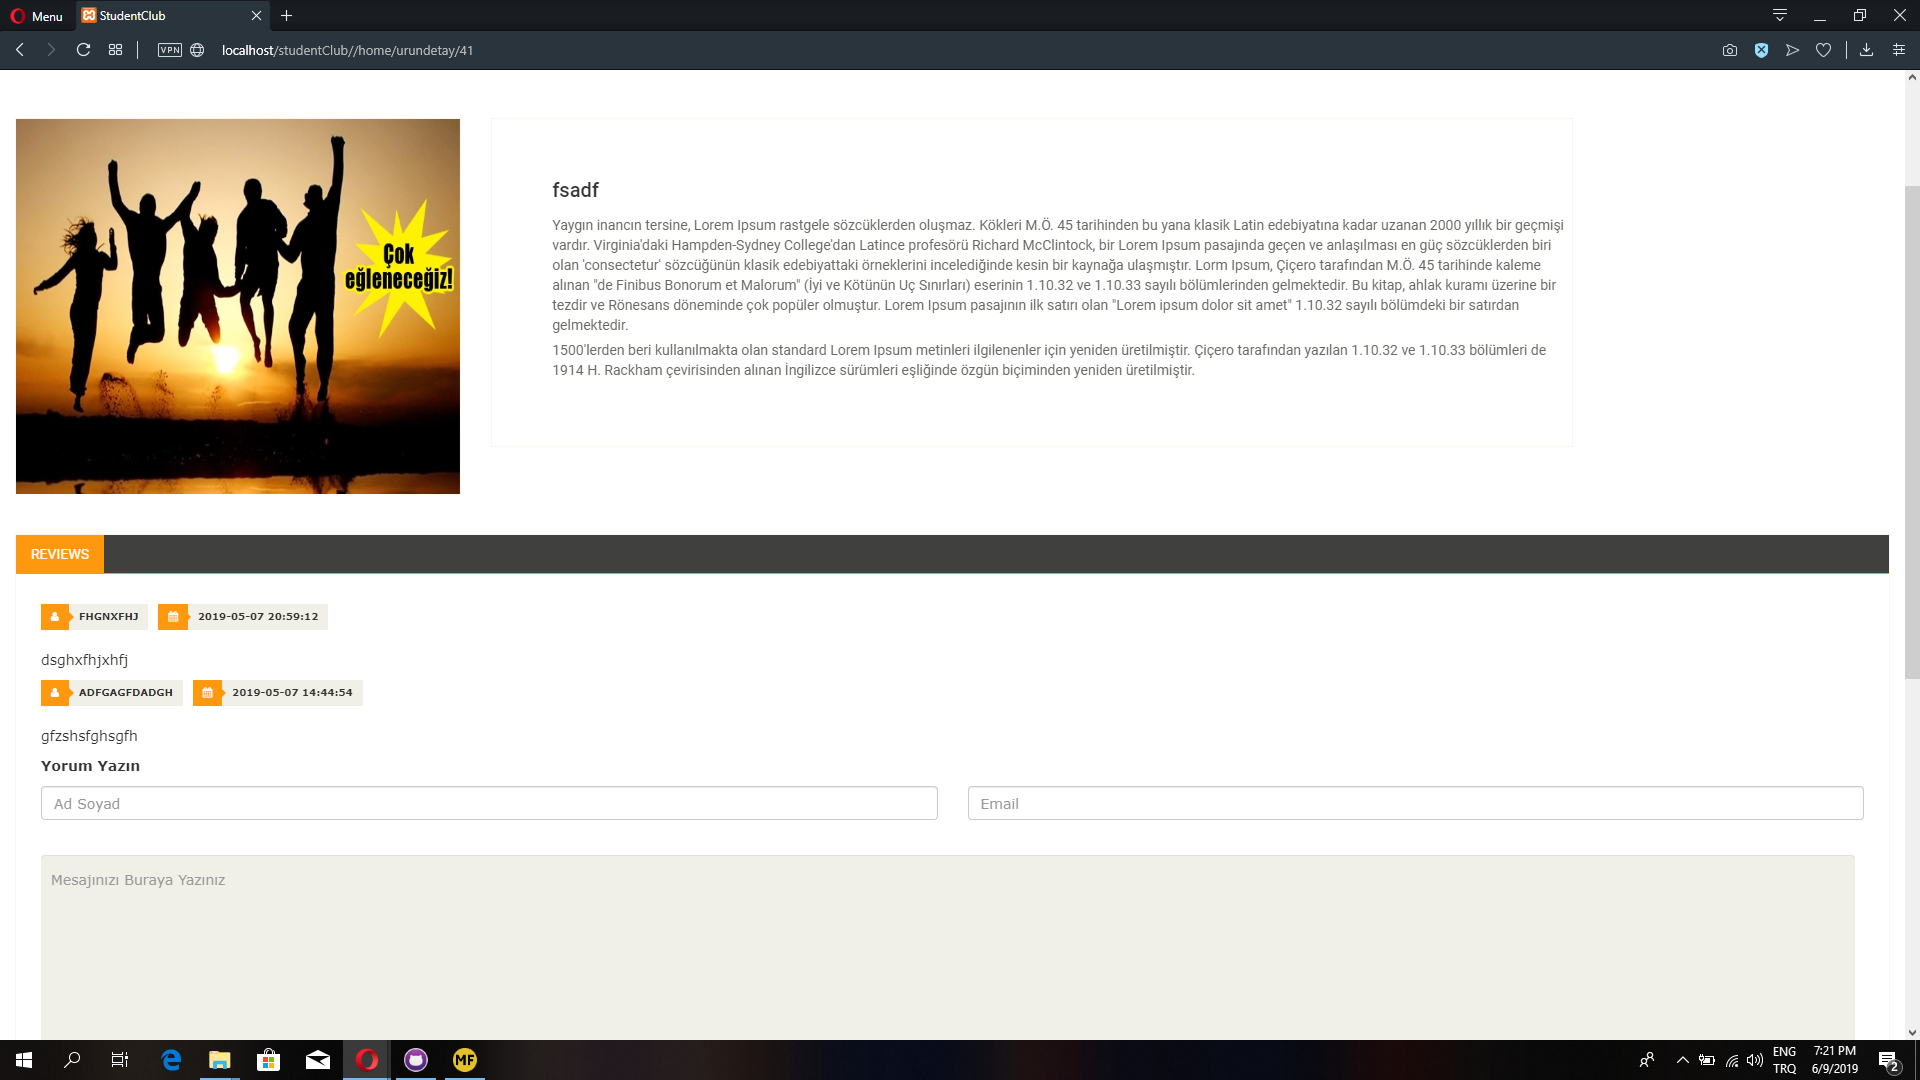 Menu
StudentClub
VPN
localhost/studentClub//home/urundetay/41
Çok
eğleneceğiz!
fsadf
Yaygın inancın tersine, Lorem Ipsum rastgele sözcüklerden oluşmaz. Kökleri M.Ö. 45 tarihinden bu yana klasik Latin edebiyatına kadar uzanan 2000 yıllık bir geçmişi
vardır. Virginia'daki Hampden-Sydney College'dan Latince profesörü Richard McClintock, bir Lorem Ipsum pasajında geçen ve anlaşılması en güç sözcüklerden biri
olan 'consectetur' sözcüğünün klasik edebiyattaki örneklerini incelediğinde kesin bir kaynağa ulaşmıştır. Lorm Ipsum, Çiçero tarafından M.Ö. 45 tarihinde kaleme
alınan "de Finibus Bonorum et Malorum" (İyi ve Kötünün Uç Sınırları) eserinin 1.10.32 ve 1.10.33 sayılı bölümlerinden gelmektedir. Bu kitap, ahlak kuramı üzerine bir
tezdir ve Rönesans döneminde çok popüler olmuştur. Lorem Ipsum pasajının ilk satırı olan "Lorem ipsum dolor sit amet" 1.10.32 sayılı bölümdeki bir satırdan
gelmektedir.
1500'lerden beri kullanılmakta olan standard Lorem Ipsum metinleri ilgilenenler için yeniden üretilmiştir. Çiçero tarafından yazılan 1.10.32 ve 1.10.33 bölümleri de
1914 H. Rackham çevirisinden alınan İngilizce sürümleri eşliğinde özgün biçiminden yeniden üretilmiştir.
REVIEWS
FHGNXFHJ 2019-05-07 20:59:12
dsghxfhjxhfj
ADFGAGFDADGH 2019-05-07 14:44:54
gfzshsfghsgfh
Yorum Yazın
Ad Soyad
Email
Mesajınızı Buraya Yazınız
MF
ENG
TRQ
7:21 PM
6/9/2019
2